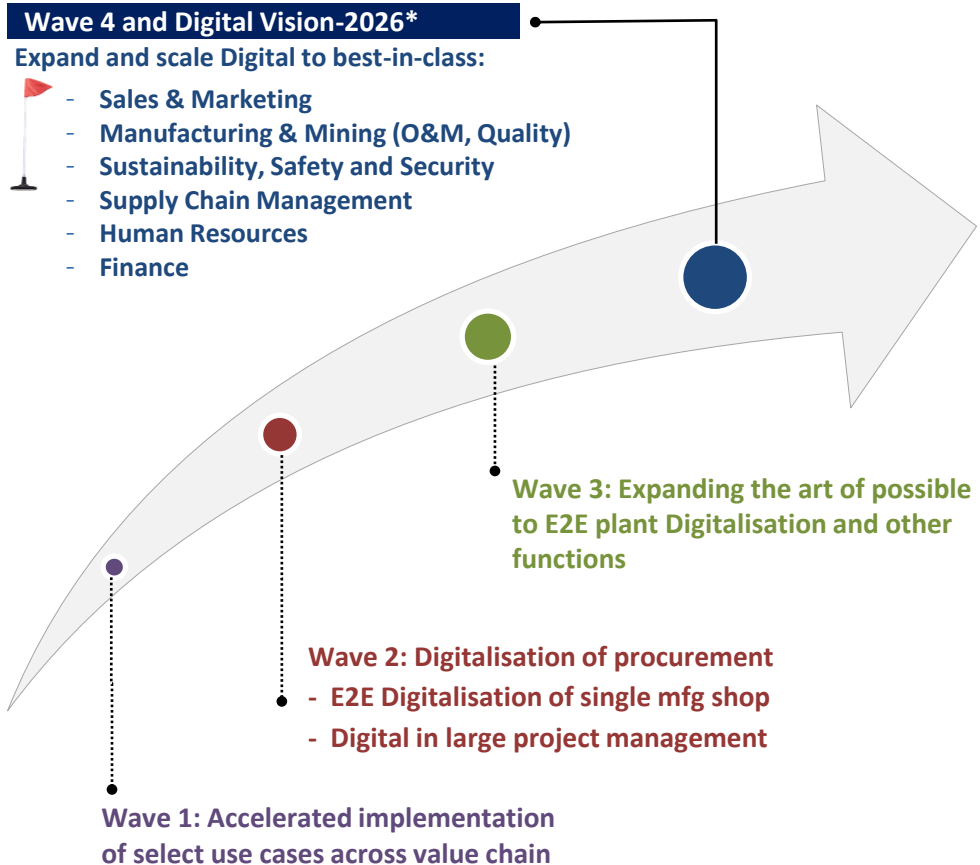 Wave 4 and Digital Vision-2026*
Expand and scale Digital to best-in-class:
- Sales & Marketing
- Manufacturing & Mining (O&M, Quality)
- Sustainability, Safety and Security
- Supply Chain Management
- Human Resources
- Finance
Wave 3: Expanding the art of possible
to E2E plant Digitalisation and other
functions
Wave 2: Digitalisation of procurement
- E2E Digitalisation of single mfg shop
- Digital in large project management
Wave 1: Accelerated implementation
of select use cases across value chain